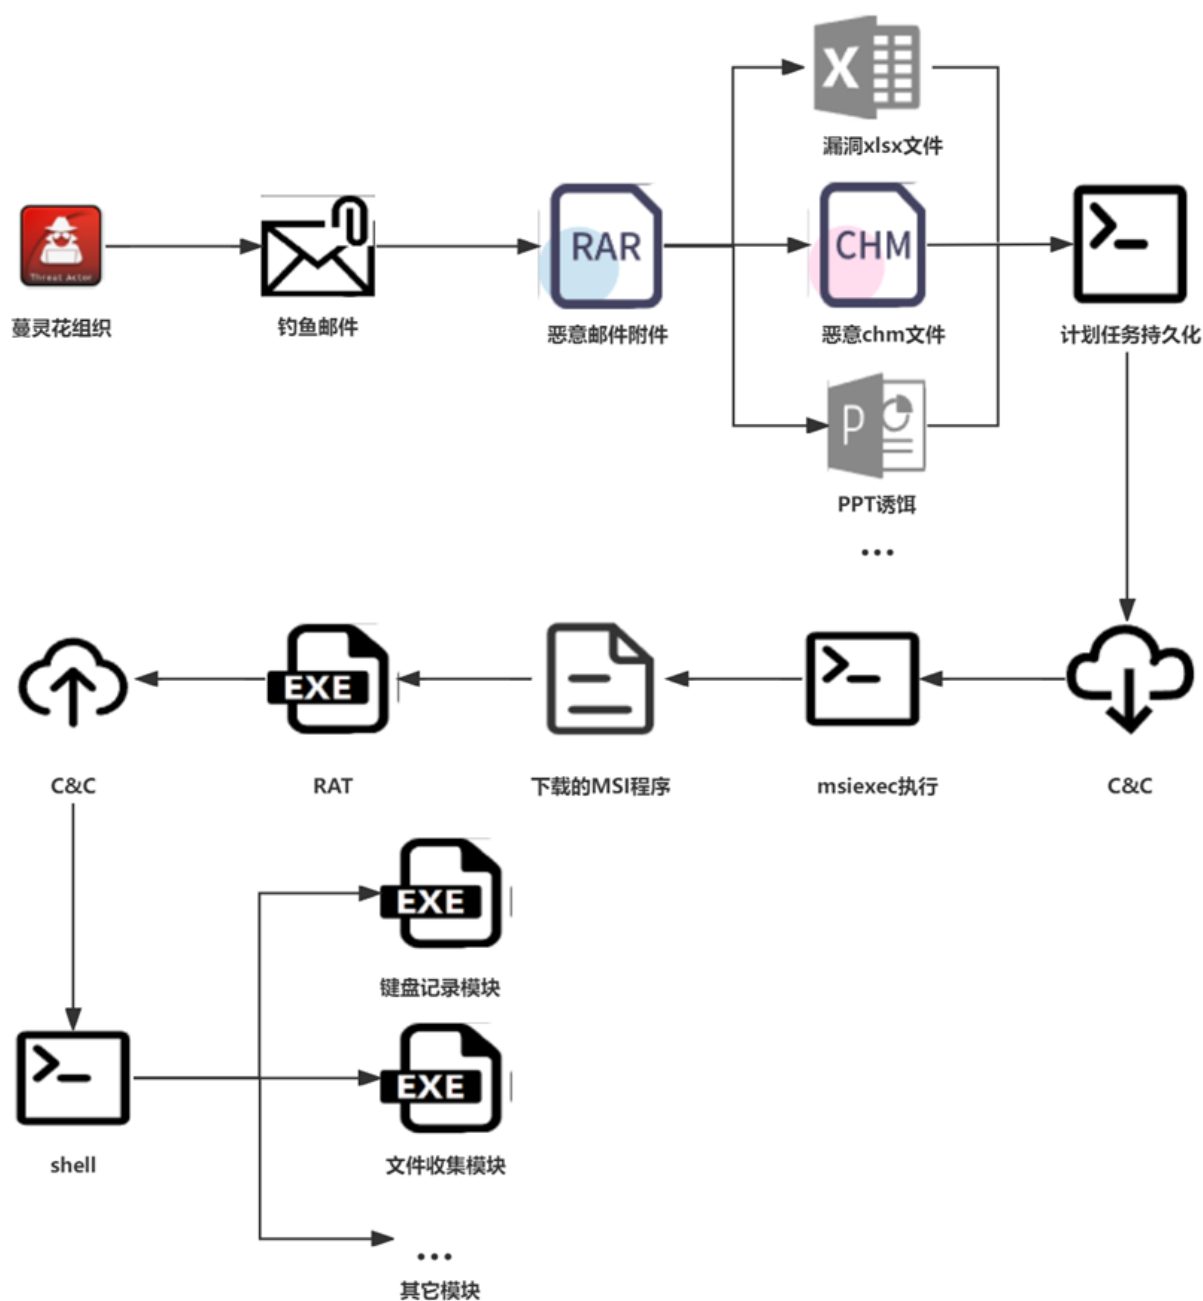 X
漏洞xlsx文件
Threat Actor
蔓灵花组织
钓鱼邮件
RAR
恶意邮件附件
CHM
恶意chm文件
计划任务持久化
P
PPT诱饵
...
C&C
EXE
RAT
下载的MSI程序
msiexec执行
C&C
EXE
键盘记录模块
shell
EXE
文件收集模块
...
其它模块